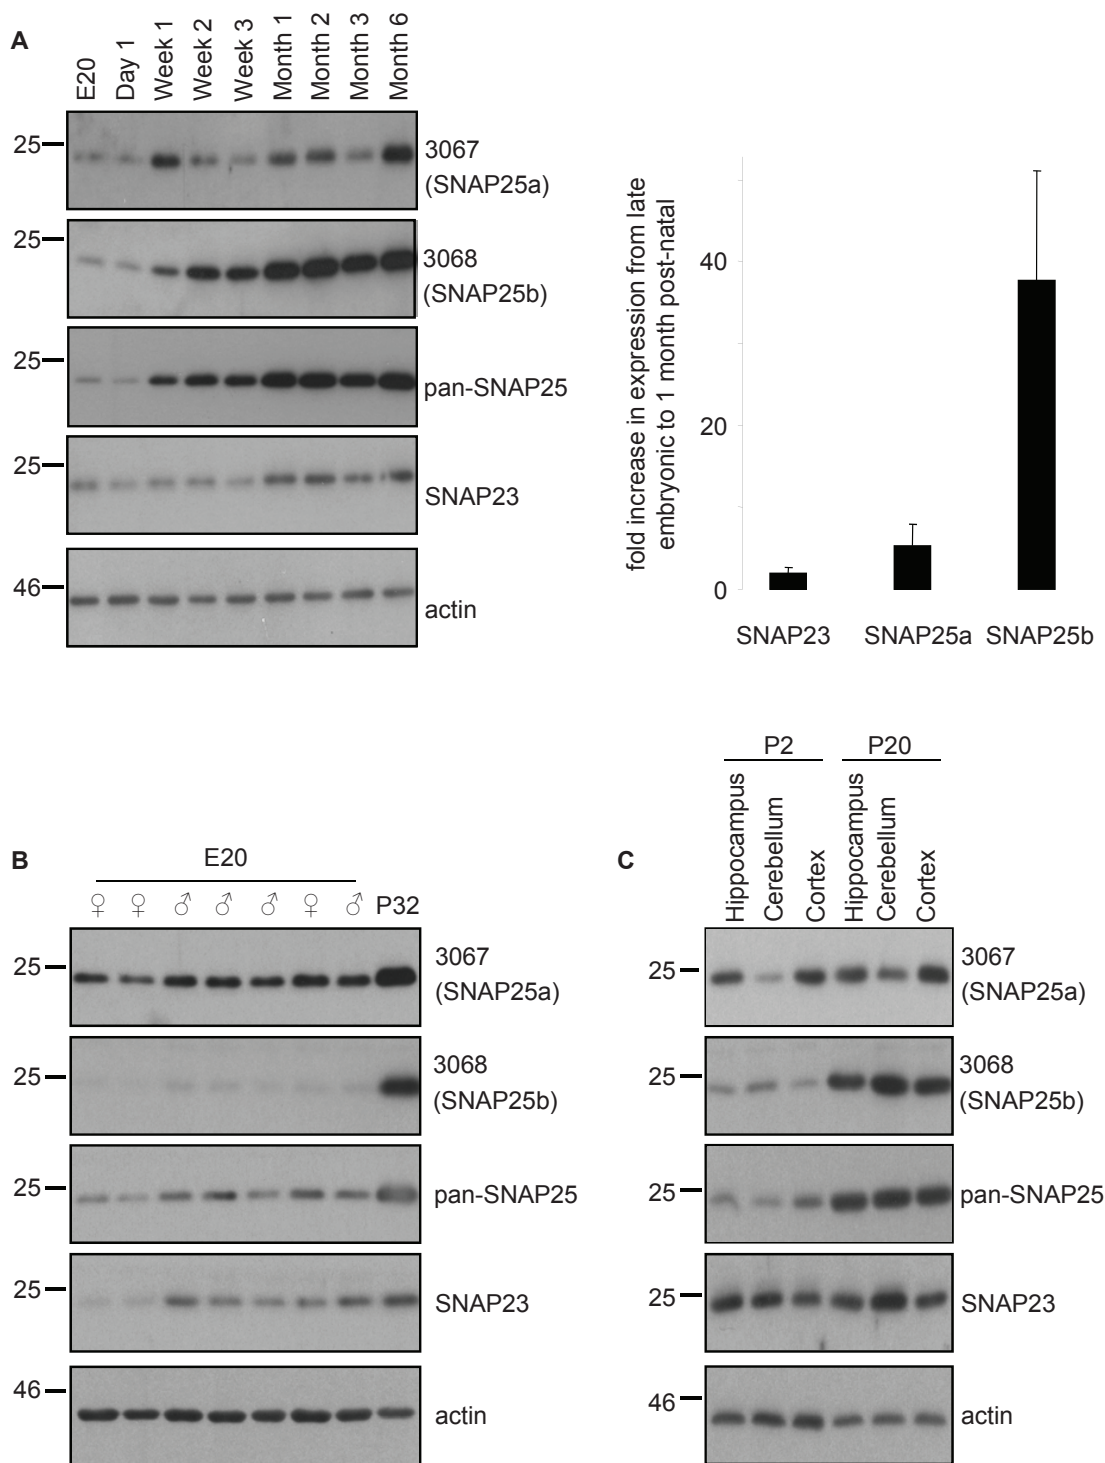 A
E20
Day 1
Week 1
Week 2
Week 3
Month 1
Month 2
Month 3
Month 6
25
3067
(SNAP25a)
25
3068
(SNAP25b)
25
pan-SNAP25
25
SNAP23
46
actin
fold increase in expression from late
embryonic to 1 month post-natal
40
20
0
SNAP23 SNAP25a SNAP25b
B
E20
♀ ♀ ♂ ♂ ♂ ♀ ♂ P32
25
3067
(SNAP25a)
25
3068
(SNAP25b)
25
pan-SNAP25
25
SNAP23
46
actin
C
P2 P20
Hippocampus
Cerebellum
Cortex
Hippocampus
Cerebellum
Cortex
25
3067
(SNAP25a)
25
3068
(SNAP25b)
25
pan-SNAP25
25
SNAP23
46
actin